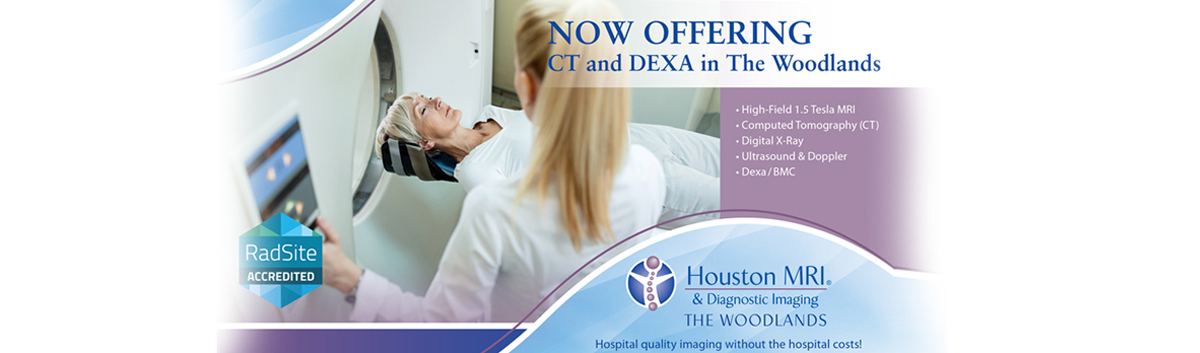 NOW OFFERING
CT and DEXA in The Woodlands
• High-Field 1.5 Tesla MRI
• Computed Tomography (CT)
• Digital X-Ray
• Ultrasound & Doppler
• Dexa/BMC
RadSite
ACCREDITED
Houston MRI®
& Diagnostic Imaging
THE WOODLANDS
Hospital quality imaging without the hospital costs!